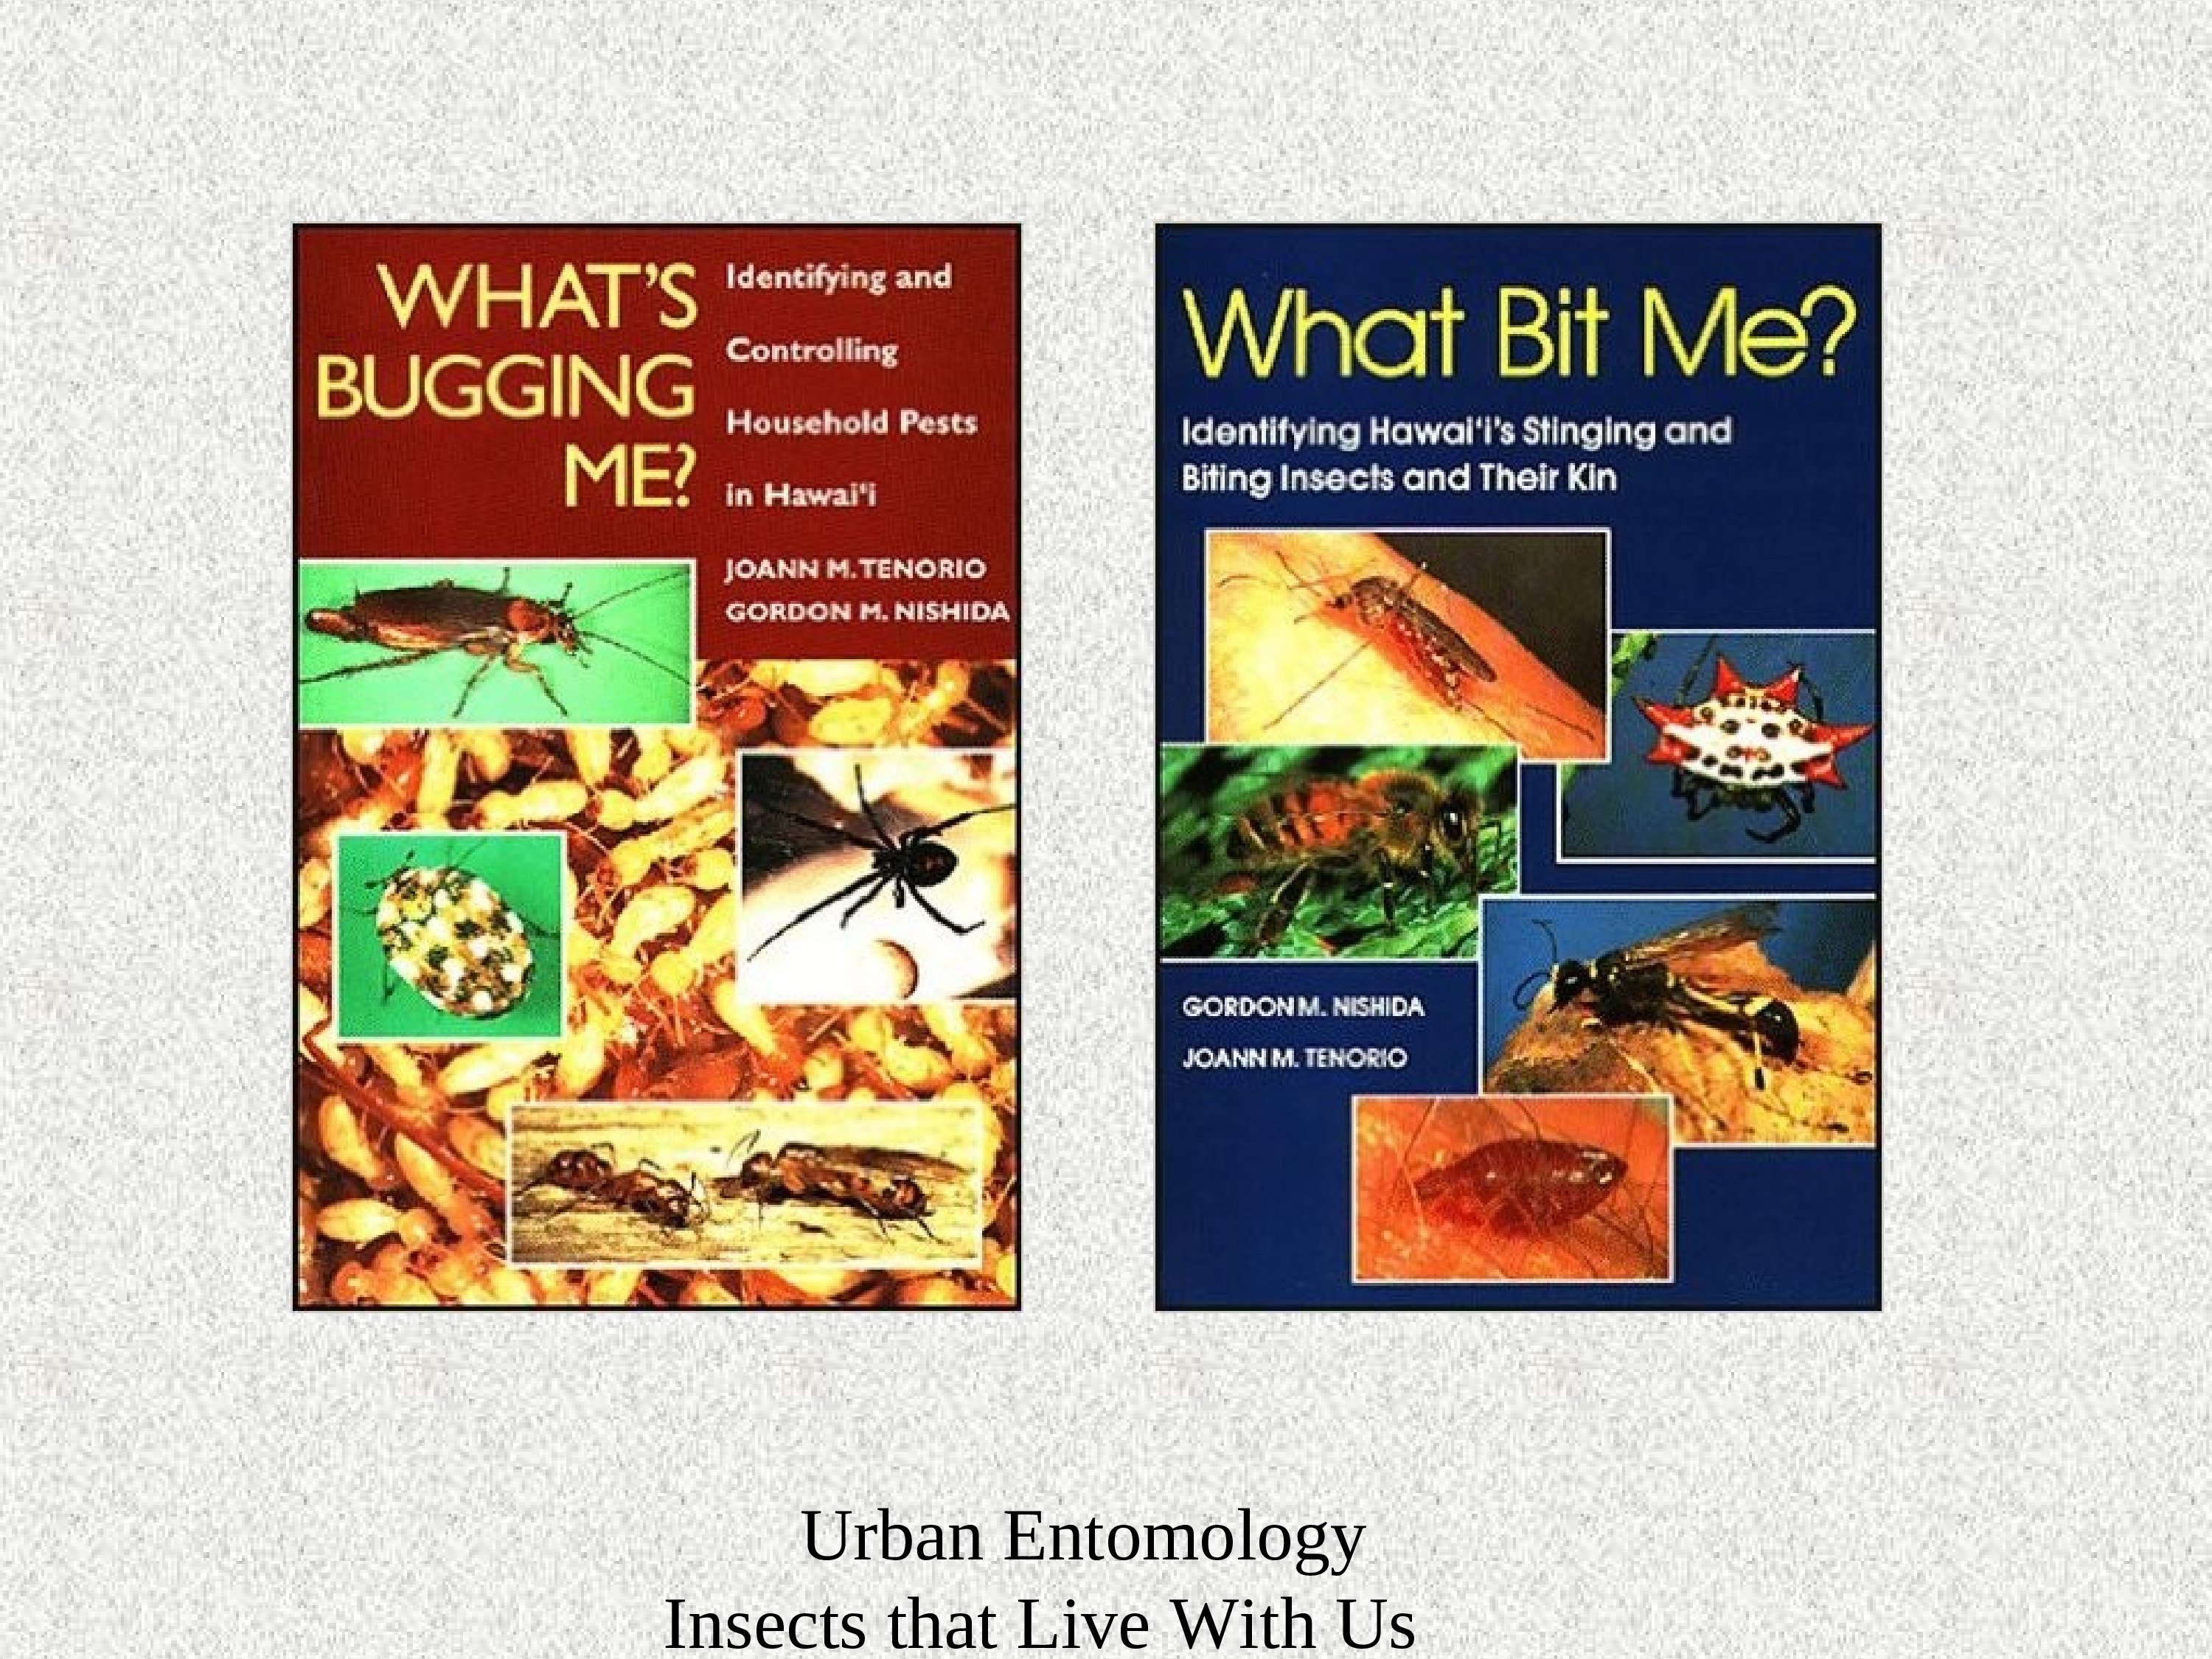 WHAT'S
BUGGING
ME?
Identifying and
Controlling
Household Pests
in Hawai‘i
JOANN M. TENORIO
GORDON M. NISHIDA
What Bit Me?
Identifying Hawai‘i's Stinging and
Biting Insects and Their Kin
GORDON M. NISHIDA
JOANN M. TENORIO
Urban Entomology
Insects that Live With Us